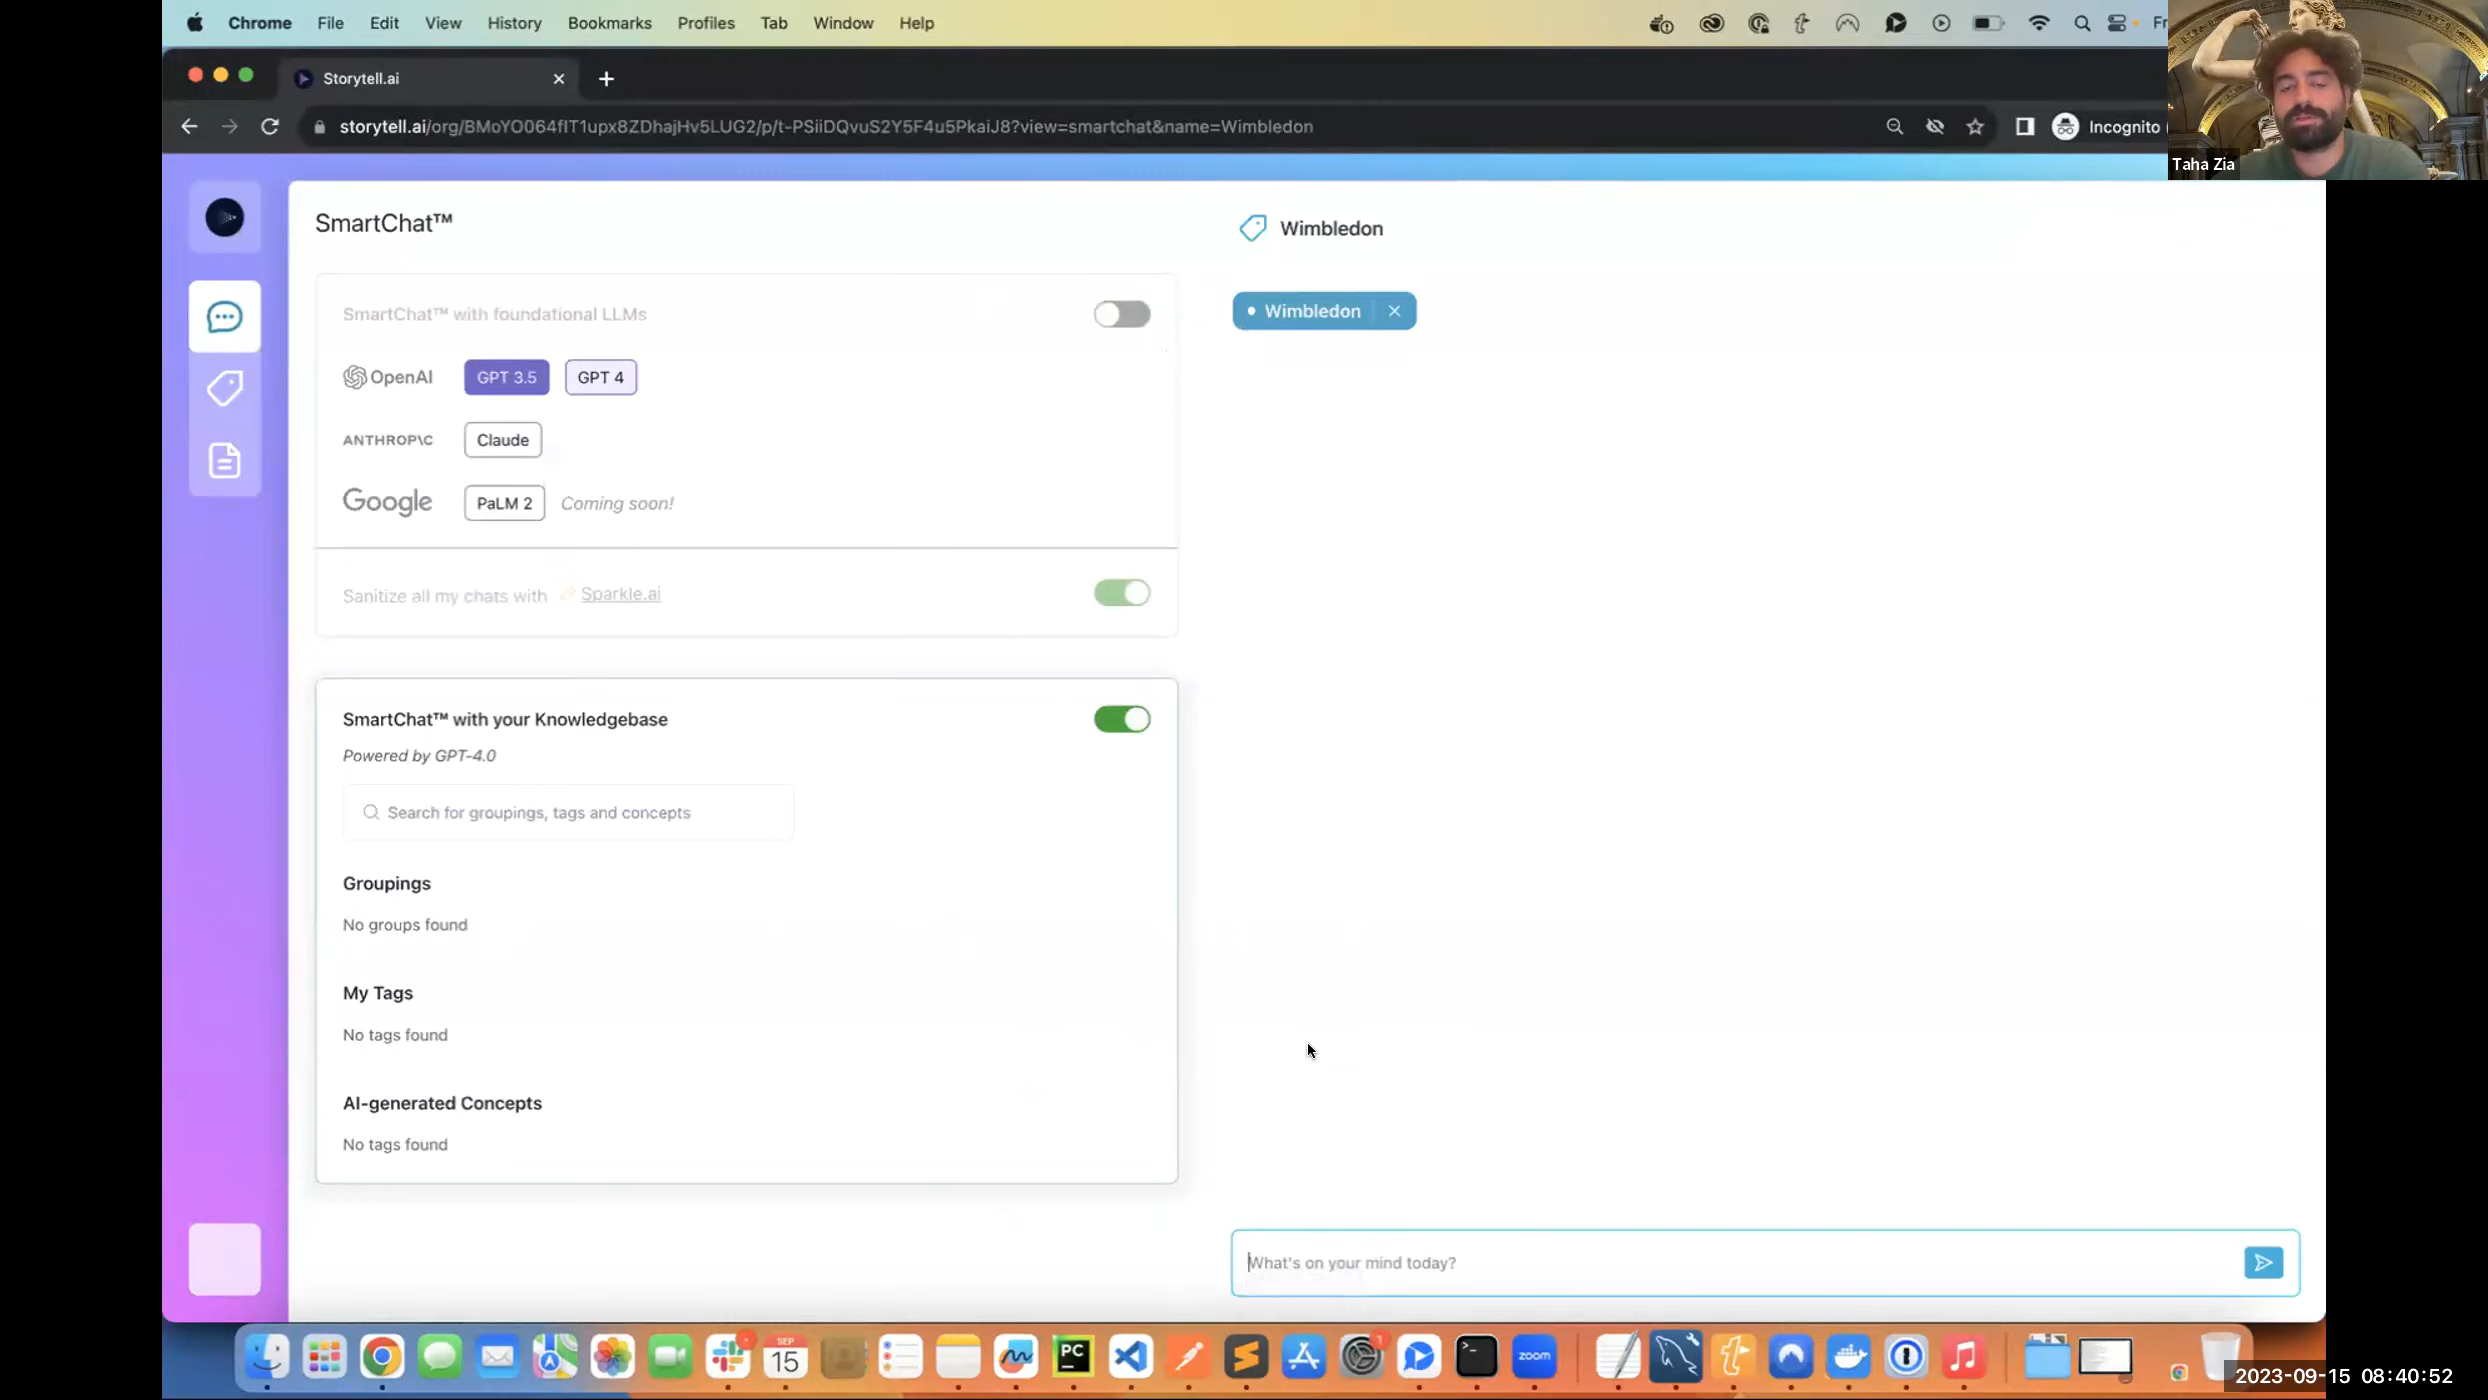 Chrome File Edit View History Bookmarks Profiles Tab Window Help
Fr
Storytell.ai
storytell.ai/org/BMoYO064fIT1upx8ZDhajHv5LUG2/p/t-PSiiDQvuS2Y5F4u5PkaiJ8?view=smartchat&name=Wimbledon
Incognito
Taha Zia
SmartChat™
Wimbledon
SmartChat™ with foundational LLMs
Wimbledon
OpenAI GPT 3.5 GPT 4
ANTHROP\C Claude
Google PaLM 2 Coming soon!
Sanitize all my chats with Sparkle.ai
SmartChat™ with your Knowledgebase
Powered by GPT-4.0
Search for groupings, tags and concepts
Groupings
No groups found
My Tags
No tags found
AI-generated Concepts
No tags found
What's on your mind today?
SEP
15
PC
zoom
1
2023-09-15 08:40:52